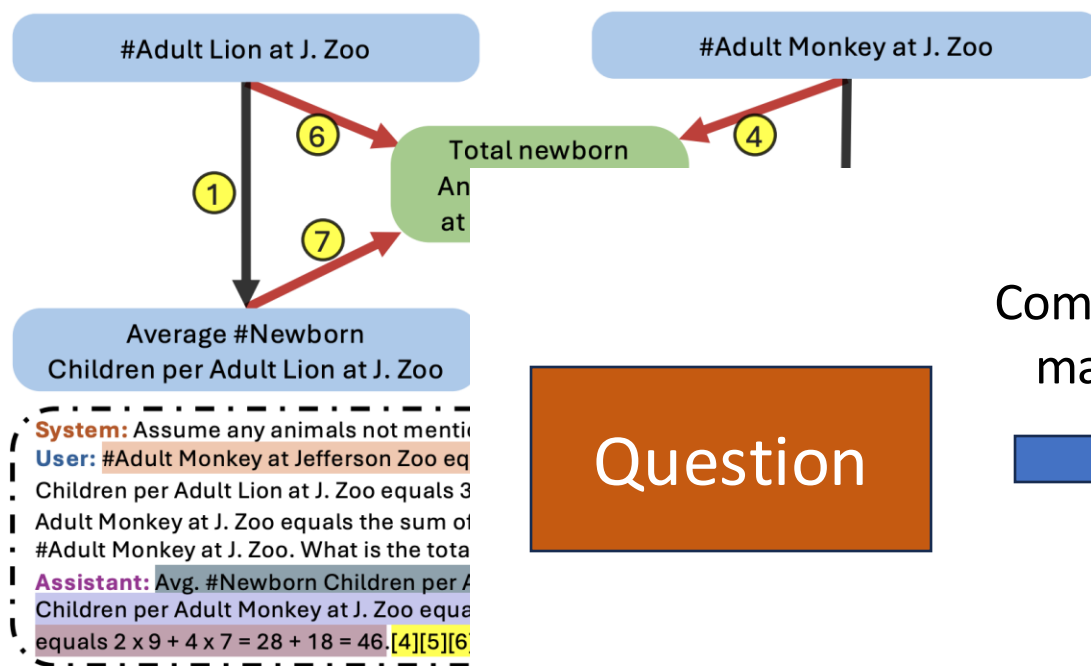 #Adult Lion at J. Zoo
#Adult Monkey at J. Zoo
6
4
Total newborn
An
at
1
7
Average #Newborn
Children per Adult Lion at J. Zoo
Com
ma
Question
System: Assume any animals not mentio
User: #Adult Monkey at Jefferson Zoo eq
Children per Adult Lion at J. Zoo equals 3
Adult Monkey at J. Zoo equals the sum of
#Adult Monkey at J. Zoo. What is the tota
Assistant: Avg. #Newborn Children per A
Children per Adult Monkey at J. Zoo equa
equals 2 x 9 + 4 x 7 = 28 + 18 = 46.[4][5][6]